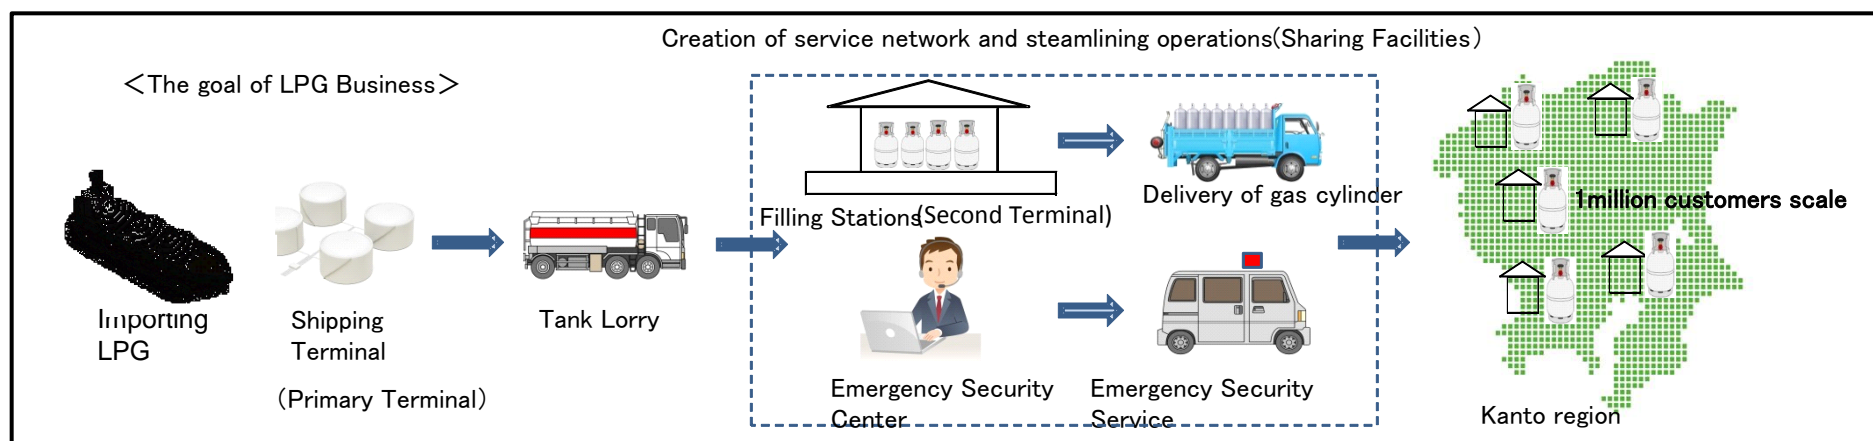 Creation of service network and steamlining operations(Sharing Facilities)
<The goal of LPG Business>
Importing
LPG
Shipping
Terminal
(Primary Terminal)
Tank Lorry
Filling Stations(Second Terminal)
Delivery of gas cylinder
Emergency Security
Center
Emergency Security
Service
1million customers scale
Kanto region